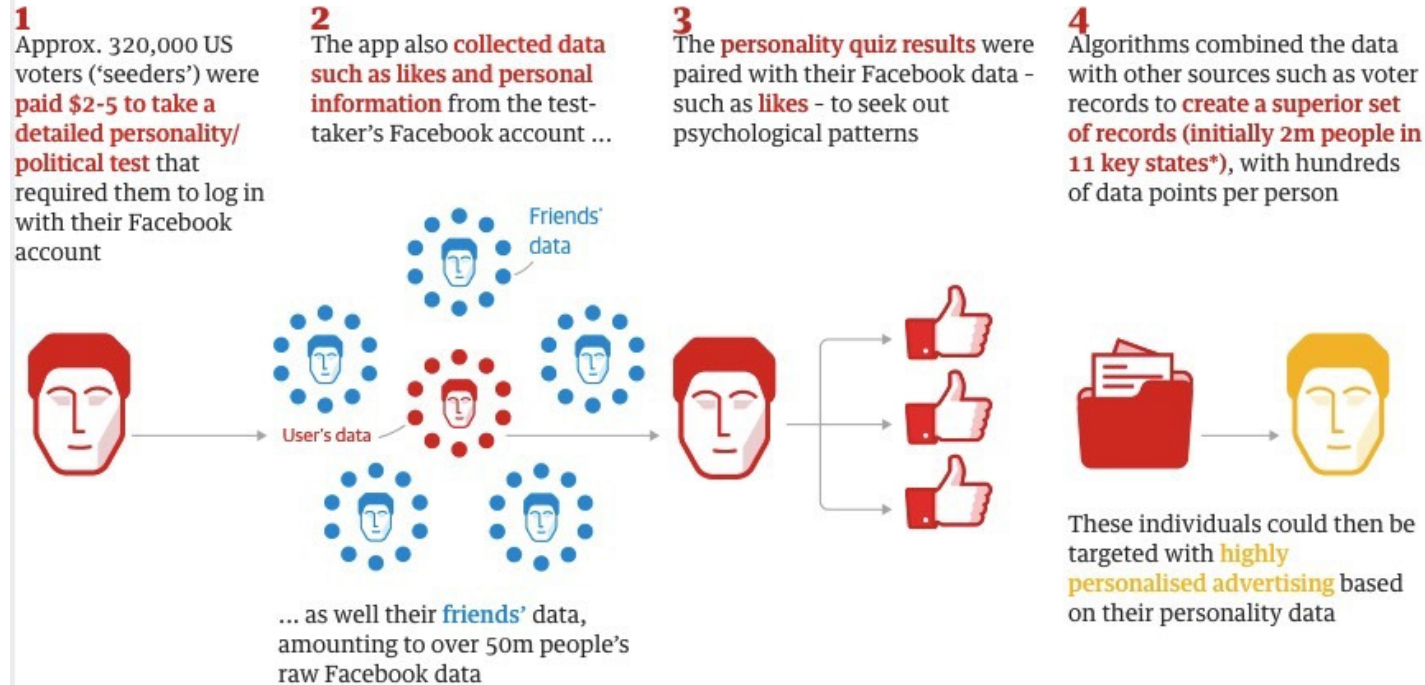 1
Approx. 320,000 US
voters (‘seeders’) were
paid $2-5 to take a
detailed personality/
political test that
required them to log in
with their Facebook
account
2
The app also collected data
such as likes and personal
information from the test-
taker’s Facebook account ...
Friends’
data
User’s data
... as well their friends’ data,
amounting to over 50m people’s
raw Facebook data
3
The personality quiz results were
paired with their Facebook data -
such as likes - to seek out
psychological patterns
4
Algorithms combined the data
with other sources such as voter
records to create a superior set
of records (initially 2m people in
11 key states*), with hundreds
of data points per person
These individuals could then be
targeted with highly
personalised advertising based
on their personality data